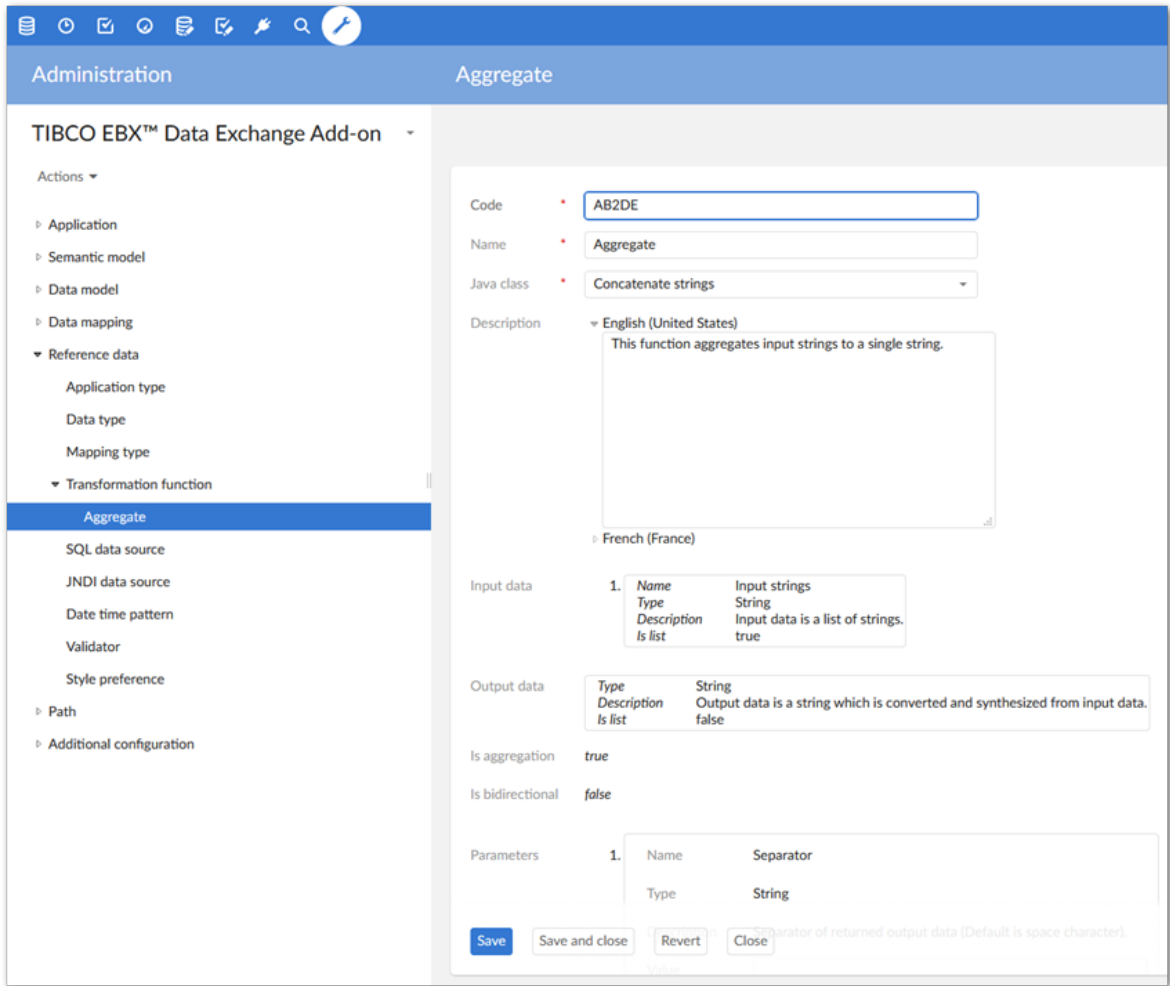 Administration
Aggregate
TIBCO EBX™ Data Exchange Add-on
Actions
Application
Semantic model
Data model
Data mapping
Reference data
Application type
Data type
Mapping type
Transformation function
Aggregate
SQL data source
JNDI data source
Date time pattern
Validator
Style preference
Path
Additional configuration
Code * AB2DE
Name * Aggregate
Java class * Concatenate strings
Description English (United States)
This function aggregates input strings to a single string.
French (France)
Input data 1. Name Input strings
Type String
Description Input data is a list of strings.
Is list true
Output data Type String
Description Output data is a string which is converted and synthesized from input data.
Is list false
Is aggregation true
Is bidirectional false
Parameters 1. Name Separator
Type String
Description Separator of returned output data (Default is space character).
Save Save and close Revert Close
Value